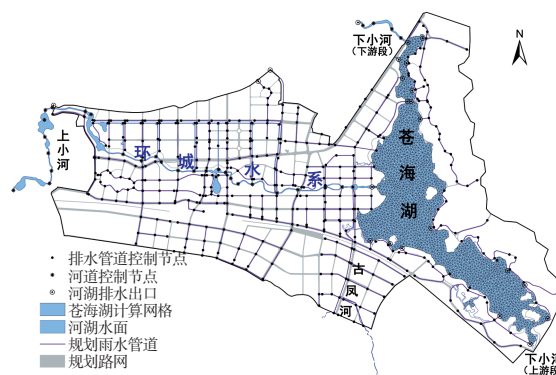 下小河
(下游段)
N
苍
海
湖
上
小
河
环 城 水 系
古
凤
河
排水管道控制节点
河道控制节点
河湖排水出口
苍海湖计算网格
河湖水面
规划雨水管道
规划路网
下小河
(上游段)